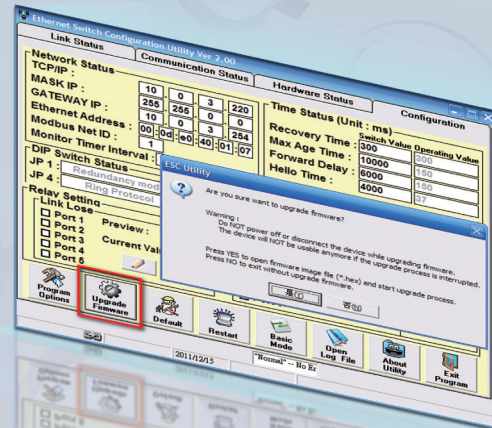 Ethernet Switch Configuration Utility Ver 2.00
Link Status
Communication Status
Hardware Status
Configuration
Network Status
TCP/IP :
10 . 0 . 3 . 220
MASK IP :
255 . 255 . 0 . 0
GATEWAY IP :
10 . 0 . 3 . 254
Ethernet Address :
00 : 0d : e0 : 40 : 01 : 07
Modbus Net ID :
1
Monitor Timer Interval :
DIP Switch Status
JP 1 : Redundancy mod
JP 4 : Ring Protocol
Relay Setting
Link Lose
Port 1
Port 2
Port 3
Port 4
Port 5
Preview :
Current Val
Time Status (Unit : ms)
Switch Value Operating Value
Recovery Time : 300 300
Max Age Time : 10000 150
Forward Delay : 6000 150
Hello Time : 4000 37
ESC Utility
Are you sure want to upgrade firmware?
Warning :
Do NOT power off or disconnect the device while upgrading firmware.
The device will NOT be usable anymore if the upgrade process is interrupted.
Press YES to open firmware image file (*.hex) and start upgrade process.
Press NO to exit without upgrade firmware.
是(Y)
否(N)
Program Options
Upgrade Fumware
Default
Restart
Basic Mode
Open Log File
About Utility
Exit Program
2011/12/15
"Normal" -- No Er